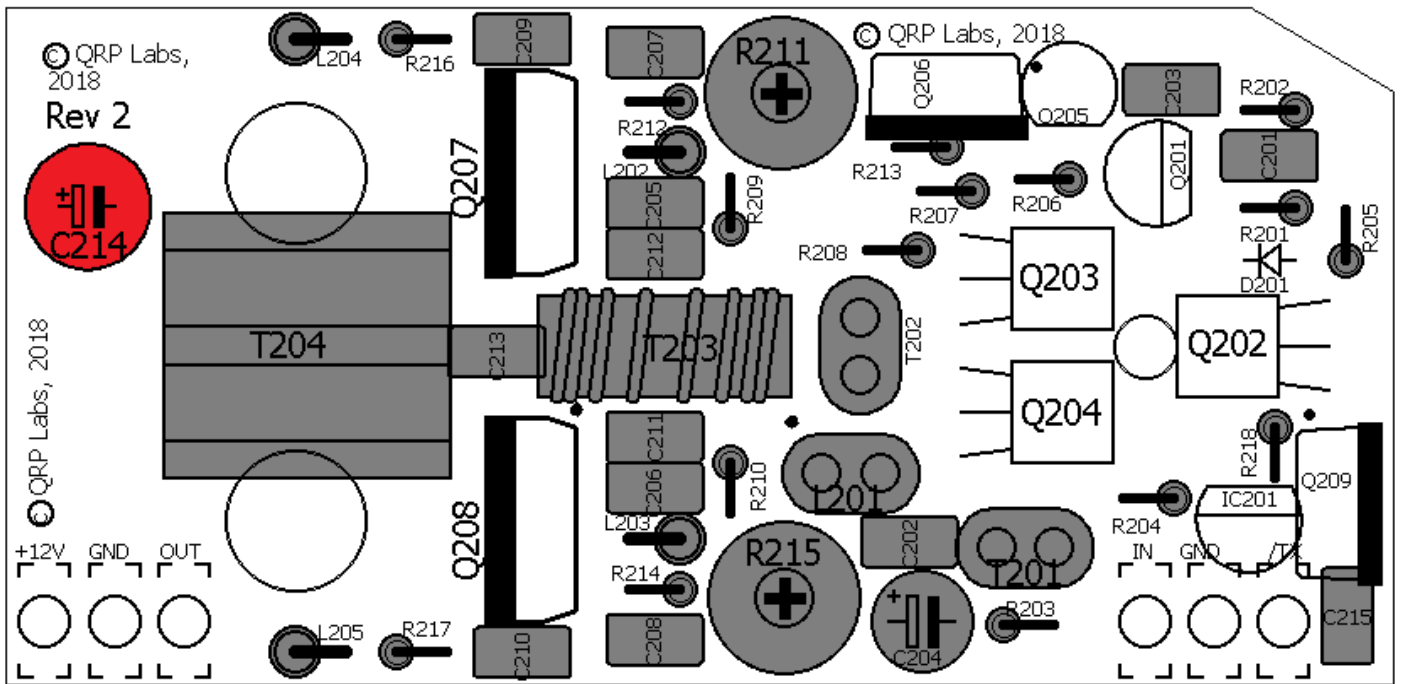 © QRP Labs,
2018
Rev 2
+
C214
© QRP Labs, 2018
+12V
GND
OUT
L204
R216
C209
C207
R211
© QRP Labs, 2018
Q206
Q205
C203
R202
Q207
R212
L202
C205
R209
C212
R213
R207
R206
Q201
C201
R201
D201
R205
R208
T204
C213
T203
T202
Q203
Q202
Q204
C211
C206
R210
L201
R218
Q209
IC201
R204
IN
GND
/TX
Q208
L203
R214
R215
C202
T201
+
C204
R203
C215
L205
R217
C210
C208